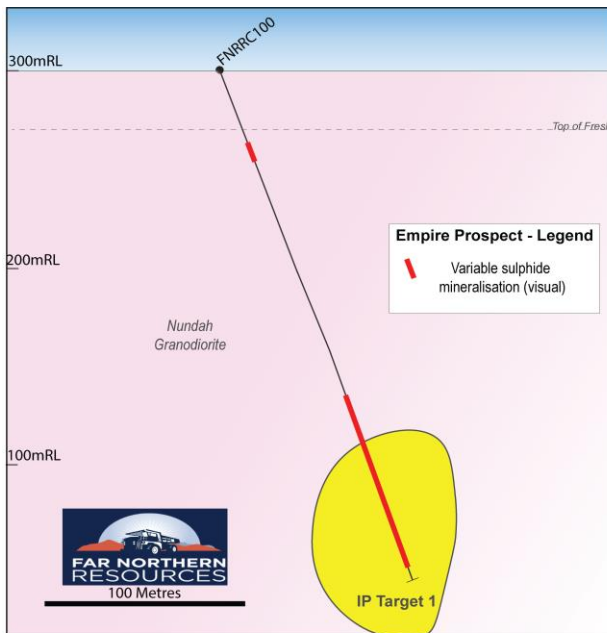 FNRRC100
300mRL
Top of Fresh
Empire Prospect - Legend
Variable sulphide
mineralisation (visual)
200mRL
Nundah
Granodiorite
100mRL
FAR NORTHERN
RESOURCES
100 Metres
IP Target 1